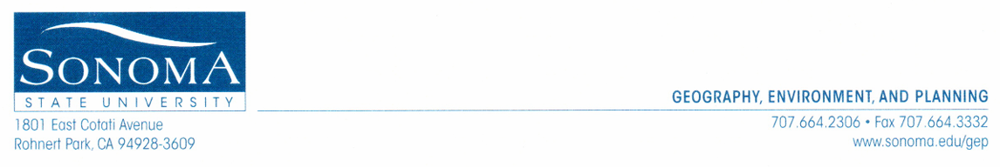 SONOMA
STATE UNIVERSITY
1801 East Cotati Avenue
Rohnert Park, CA 94928-3609
GEOGRAPHY, ENVIRONMENT, AND PLANNING
707.664.2306 • Fax 707.664.3332
www.sonoma.edu/gep